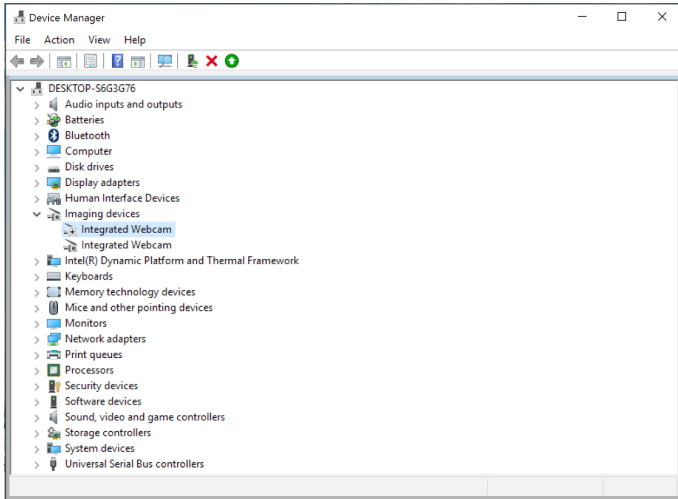 Device Manager
File Action View Help
DESKTOP-S6G3G76
Audio inputs and outputs
Batteries
Bluetooth
Computer
Disk drives
Display adapters
Human Interface Devices
Imaging devices
Integrated Webcam
Integrated Webcam
Intel(R) Dynamic Platform and Thermal Framework
Keyboards
Memory technology devices
Mice and other pointing devices
Monitors
Network adapters
Print queues
Processors
Security devices
Software devices
Sound, video and game controllers
Storage controllers
System devices
Universal Serial Bus controllers